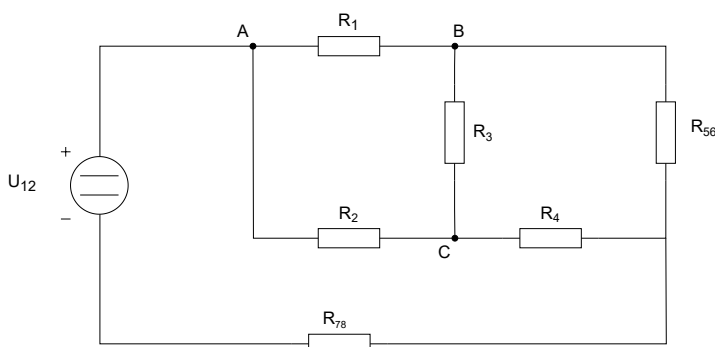 A
R₁
B
+
U₁₂
−
R₃
R₅₆
R₂
C
R₄
R₇₈